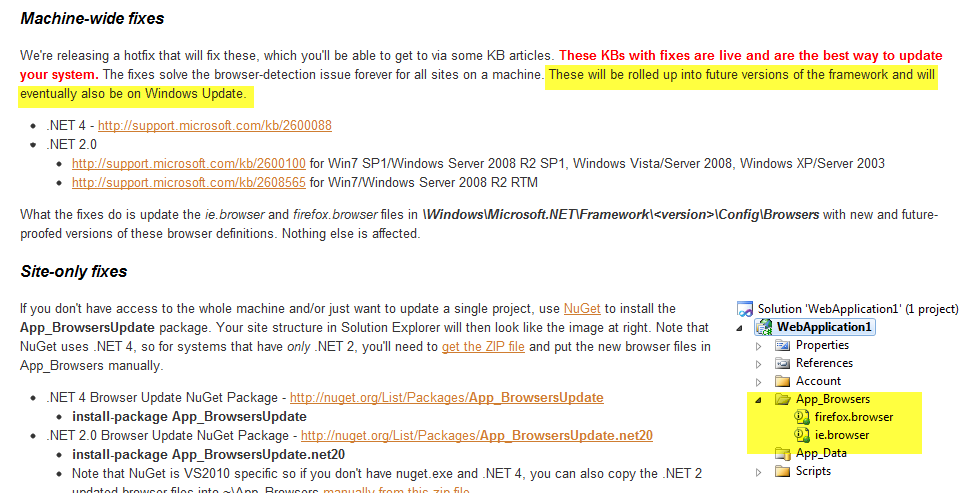 Machine-wide fixes
We're releasing a hotfix that will fix these, which you'll be able to get to via some KB articles. These KBs with fixes are live and are the best way to update
your system. The fixes solve the browser-detection issue forever for all sites on a machine. These will be rolled up into future versions of the framework and will
eventually also be on Windows Update.
• .NET 4 - http://support.microsoft.com/kb/2600088
• .NET 2.0
• http://support.microsoft.com/kb/2600100 for Win7 SP1/Windows Server 2008 R2 SP1, Windows Vista/Server 2008, Windows XP/Server 2003
• http://support.microsoft.com/kb/2608565 for Win7/Windows Server 2008 R2 RTM
What the fixes do is update the ie.browser and firefox.browser files in \Windows\Microsoft.NET\Framework\<version>\Config\Browsers with new and future-
proofed versions of these browser definitions. Nothing else is affected.
Site-only fixes
If you don't have access to the whole machine and/or just want to update a single project, use NuGet to install the
App_BrowsersUpdate package. Your site structure in Solution Explorer will then look like the image at right. Note that
NuGet uses .NET 4, so for systems that have only .NET 2, you'll need to get the ZIP file and put the new browser files in
App_Browsers manually.
• .NET 4 Browser Update NuGet Package - http://nuget.org/List/Packages/App_BrowsersUpdate
• install-package App_BrowsersUpdate
• .NET 2.0 Browser Update NuGet Package - http://nuget.org/List/Packages/App_BrowsersUpdate.net20
• install-package App_BrowsersUpdate.net20
• Note that NuGet is VS2010 specific so if you don't have nuget.exe and .NET 4, you can also copy the .NET 2
updated browser files into ~\App_Browsers manually from this zip file
Solution 'WebApplication1' (1 project)
WebApplication1
Properties
References
Account
App_Browsers
firefox.browser
ie.browser
App_Data
Scripts